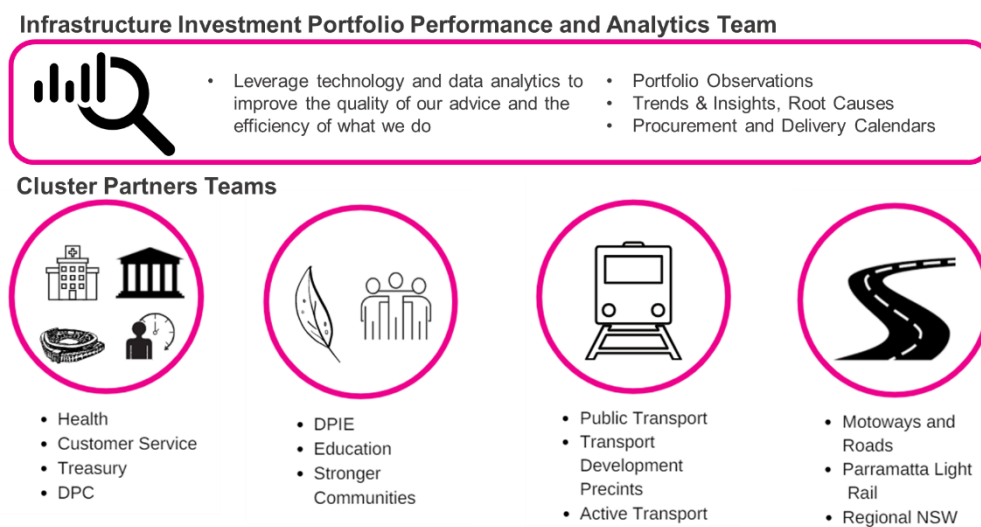 Infrastructure Investment Portfolio Performance and Analytics Team
• Leverage technology and data analytics to
improve the quality of our advice and the
efficiency of what we do
• Portfolio Observations
• Trends & Insights, Root Causes
• Procurement and Delivery Calendars
Cluster Partners Teams
• Health
• Customer Service
• Treasury
• DPC
• DPIE
• Education
• Stronger
Communities
• Public Transport
• Transport
Development
Precints
• Active Transport
• Motoways and
Roads
• Parramatta Light
Rail
• Regional NSW